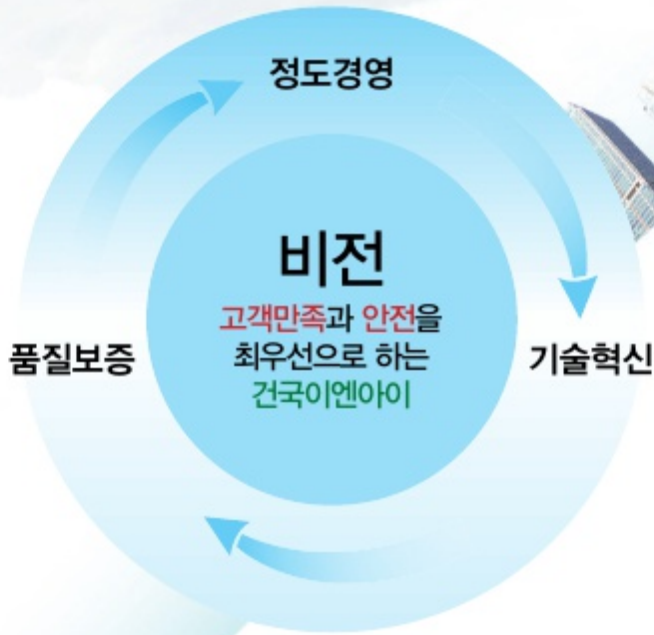 정도경영
비전
고객만족과 안전을
최우선으로 하는
건국이엔아이
품질보증
기술혁신